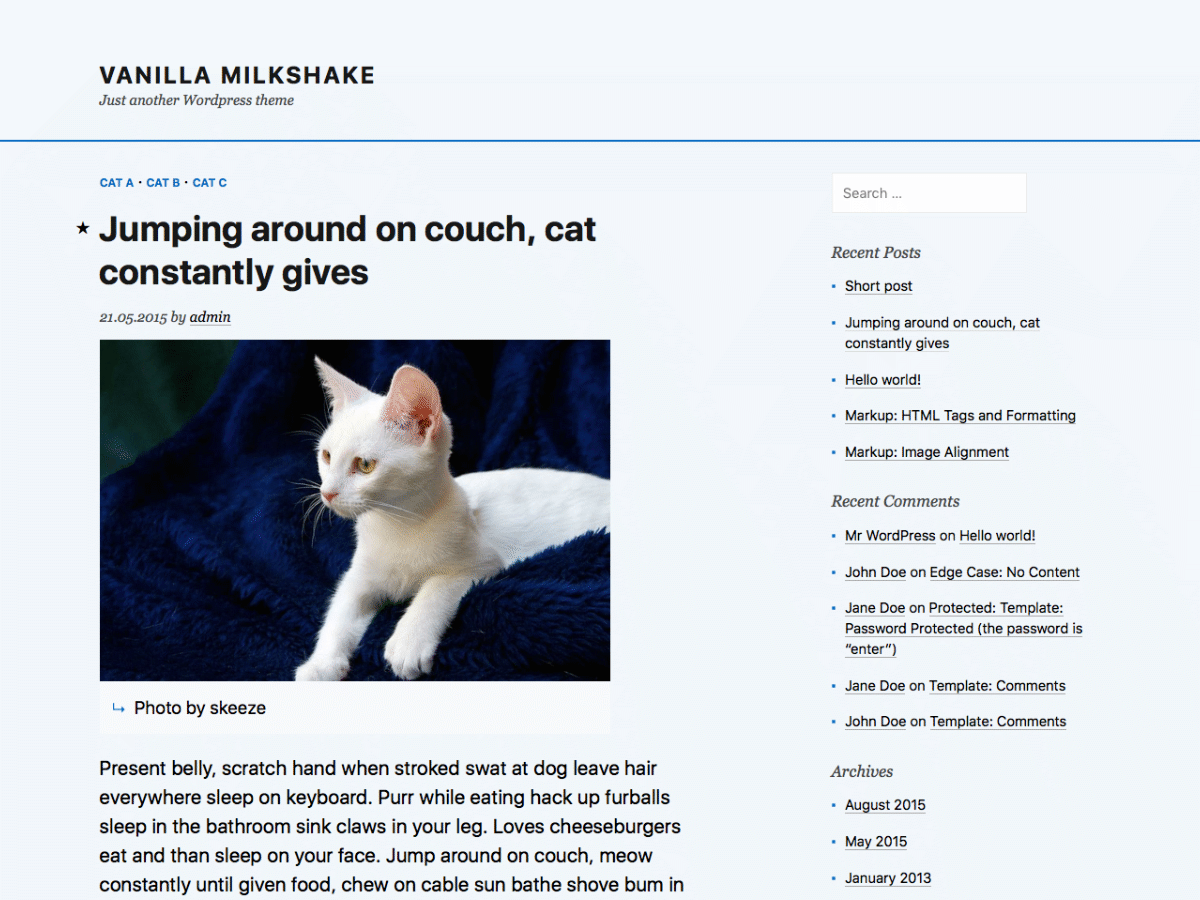 VANILLA MILKSHAKE
Just another Wordpress theme
CAT A • CAT B • CAT C
★ Jumping around on couch, cat
constantly gives
21.05.2015 by admin
Photo by skeeze
Present belly, scratch hand when stroked swat at dog leave hair
everywhere sleep on keyboard. Purr while eating hack up furballs
sleep in the bathroom sink claws in your leg. Loves cheeseburgers
eat and than sleep on your face. Jump around on couch, meow
constantly until given food, chew on cable sun bathe shove bum in
Search ...
Recent Posts
Short post
Jumping around on couch, cat
constantly gives
Hello world!
Markup: HTML Tags and Formatting
Markup: Image Alignment
Recent Comments
Mr WordPress on Hello world!
John Doe on Edge Case: No Content
Jane Doe on Protected: Template:
Password Protected (the password is
“enter”)
Jane Doe on Template: Comments
John Doe on Template: Comments
Archives
August 2015
May 2015
January 2013